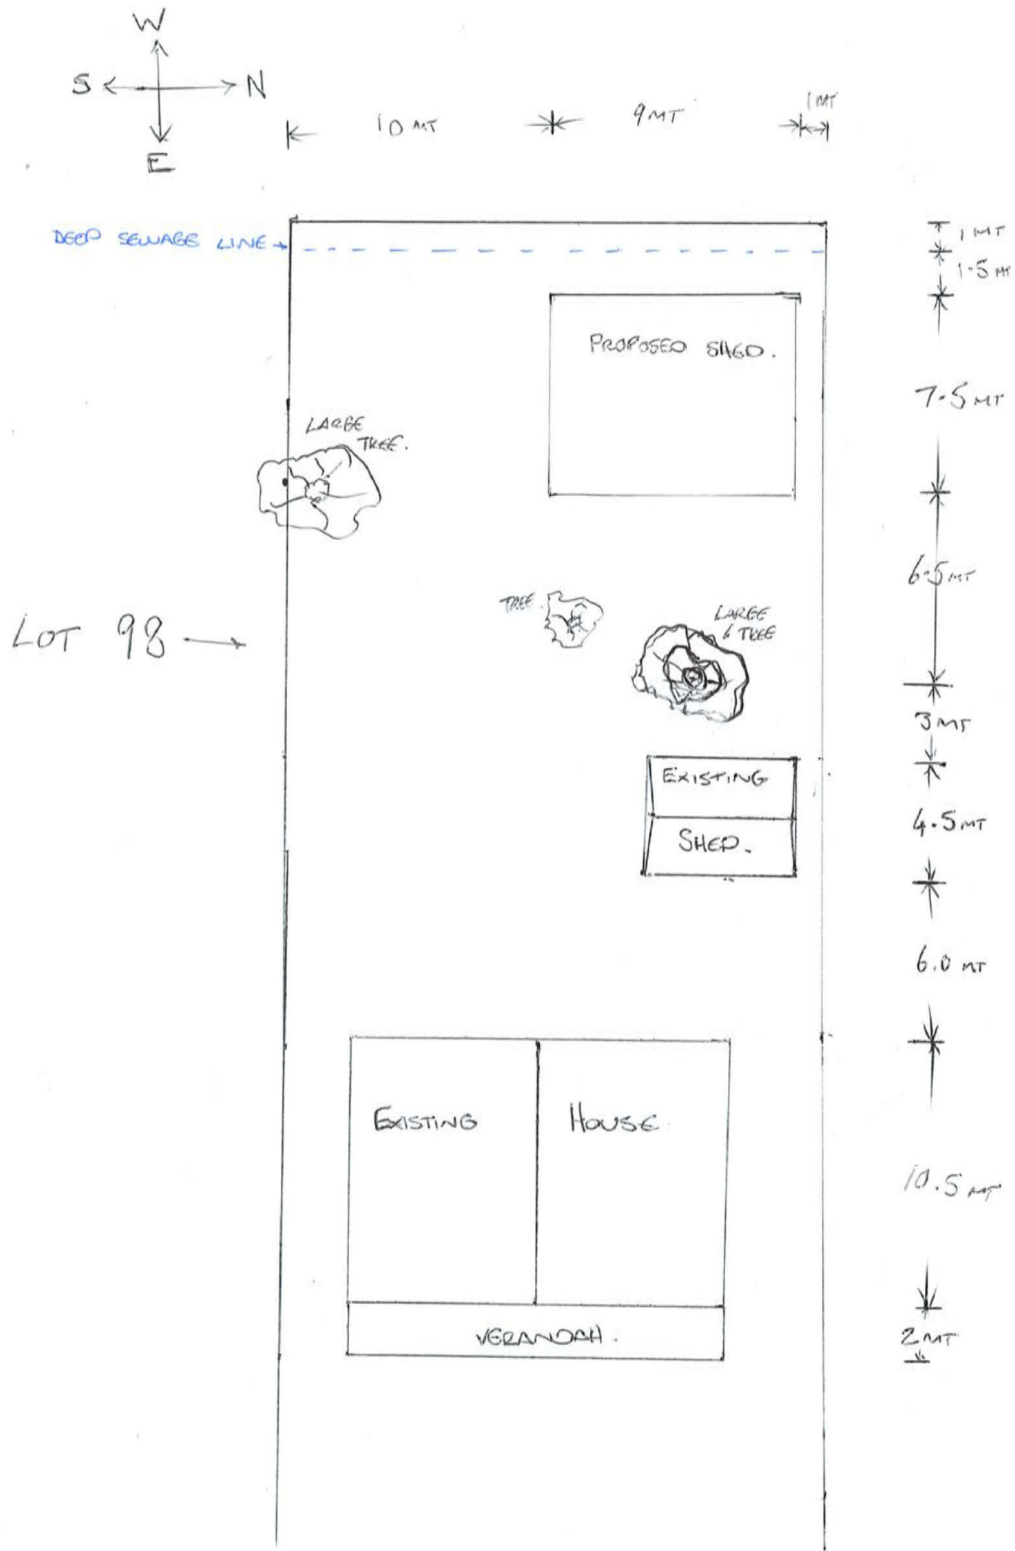 W
S N
E
10 MT 9 MT 1 MT
DEEP SEWAGE LINE
1 MT
1.5 MT
PROPOSED SHED.
7.5 MT
LARGE
TREE.
6.5 MT
TREE.
LARGE
TREE
LOT 98
3 MT
EXISTING
SHED.
4.5 MT
6.0 MT
EXISTING HOUSE
10.5 MT
VERANDAH.
2 MT